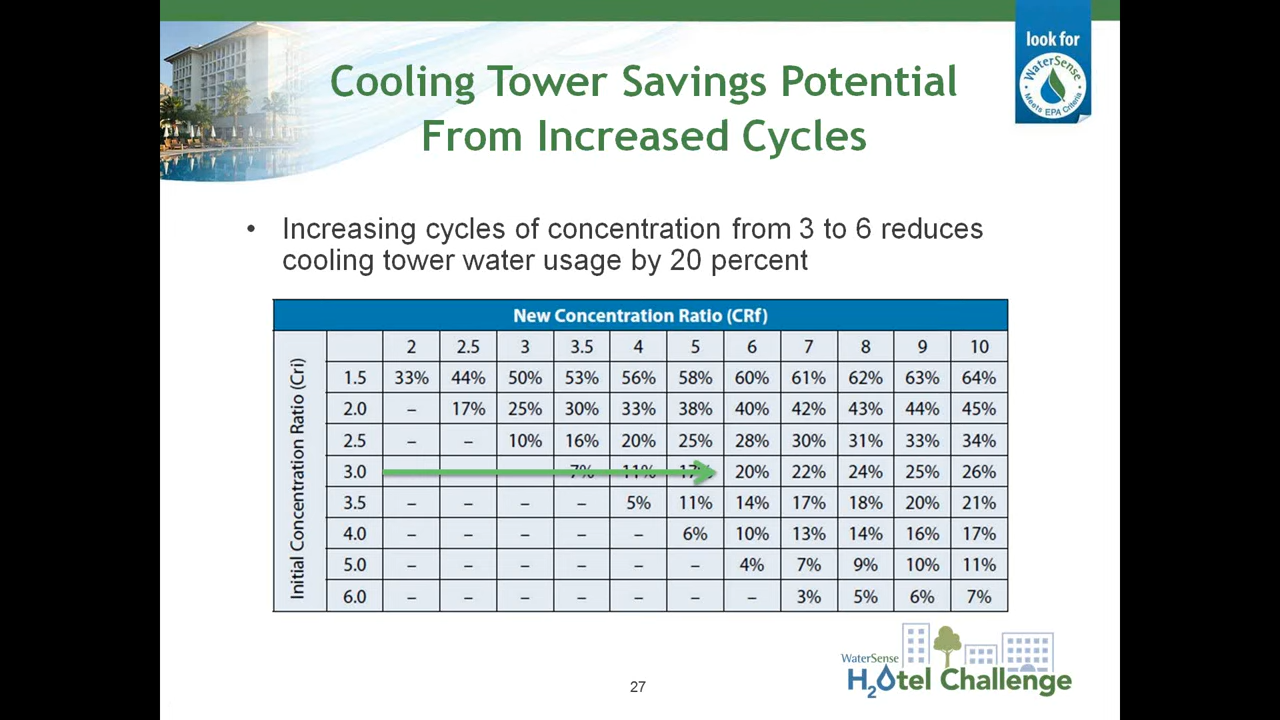 look for
WaterSense
Meets EPA Criteria
Cooling Tower Savings Potential
From Increased Cycles
• Increasing cycles of concentration from 3 to 6 reduces
cooling tower water usage by 20 percent
New Concentration Ratio (CRf)
Initial Concentration Ratio (Cri)
2 2.5 3 3.5 4 5 6 7 8 9 10
1.5 33% 44% 50% 53% 56% 58% 60% 61% 62% 63% 64%
2.0 – 17% 25% 30% 33% 38% 40% 42% 43% 44% 45%
2.5 – – 10% 16% 20% 25% 28% 30% 31% 33% 34%
3.0 7% 11% 17% 20% 22% 24% 25% 26%
3.5 – – – – 5% 11% 14% 17% 18% 20% 21%
4.0 – – – – – 6% 10% 13% 14% 16% 17%
5.0 – – – – – – 4% 7% 9% 10% 11%
6.0 – – – – – – – 3% 5% 6% 7%
WaterSense
H2Otel Challenge
27